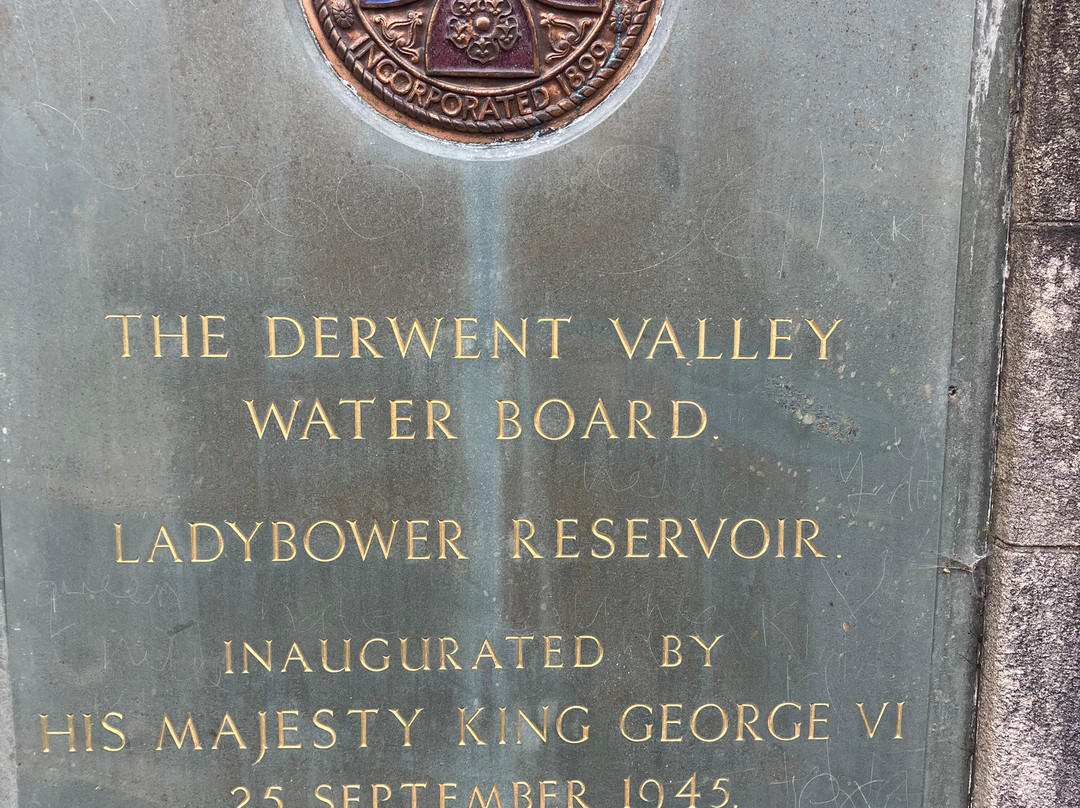 INCORPORATED 1899
THE DERWENT VALLEY
WATER BOARD.
LADYBOWER RESERVOIR.
INAUGURATED BY
HIS MAJESTY KING GEORGE VI
25 SEPTEMBER 1945.